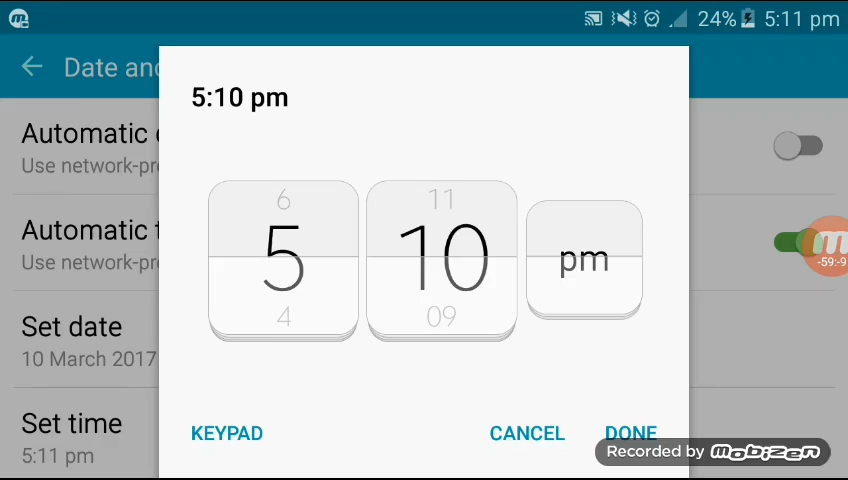 24% 5:11 pm
Date and
5:10 pm
Automatic
Use network-pr
6 11
5 10 pm
4 09
Automatic
Use network-pr
-59:-9
Set date
10 March 2017
Set time
5:11 pm
KEYPAD CANCEL DONE
Recorded by mobizen